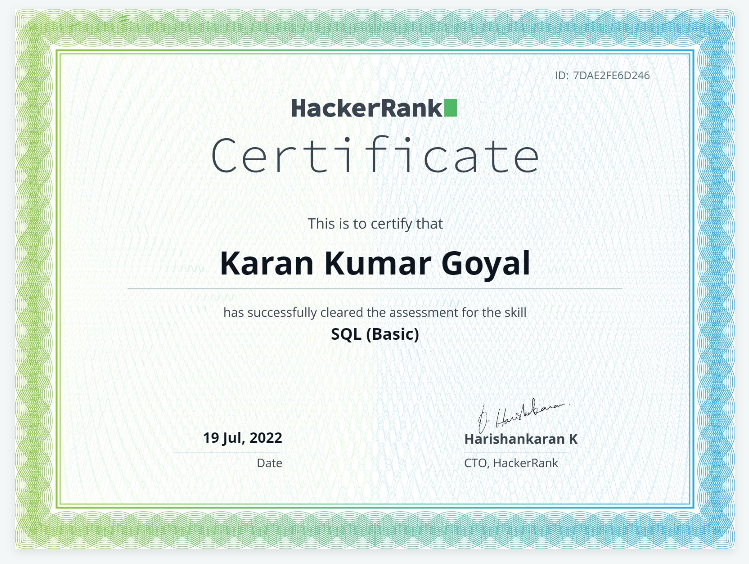 ID: 7DAE2FE6D246
HackerRank
Certificate
This is to certify that
Karan Kumar Goyal
has successfully cleared the assessment for the skill
SQL (Basic)
19 Jul, 2022
Date
Harishankaran K
CTO, HackerRank